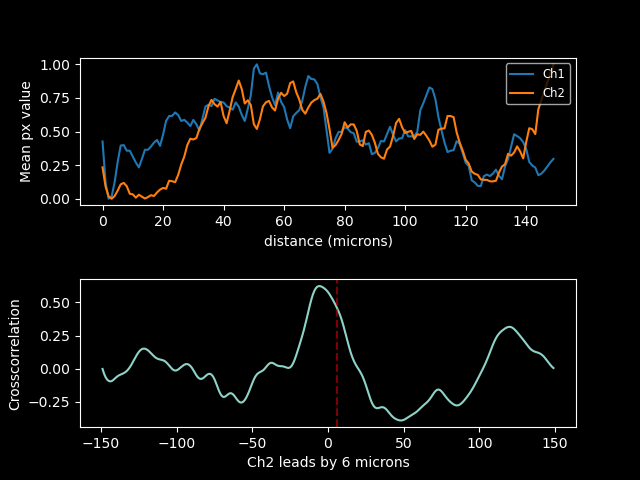 1.00
0.75
0.50
0.25
0.00
Mean px value
Ch1
Ch2
0 20 40 60 80 100 120 140
distance (microns)
0.50
0.25
0.00
−0.25
Crosscorrelation
−150 −100 −50 0 50 100 150
Ch2 leads by 6 microns